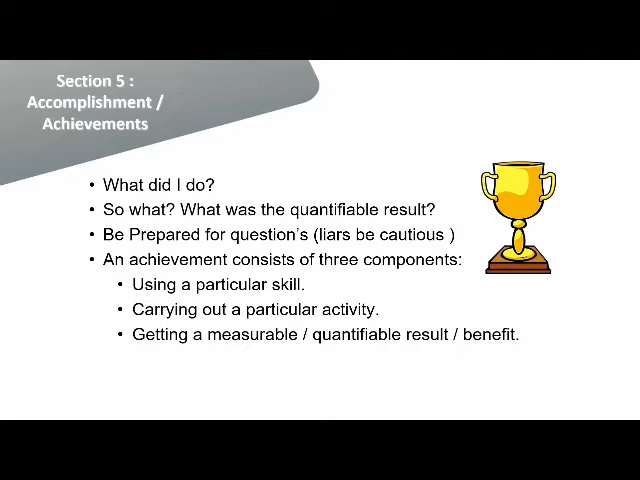 Section 5 :
Accomplishment /
Achievements
• What did I do?
• So what? What was the quantifiable result?
• Be Prepared for question's (liars be cautious )
• An achievement consists of three components:
• Using a particular skill.
• Carrying out a particular activity.
• Getting a measurable / quantifiable result / benefit.